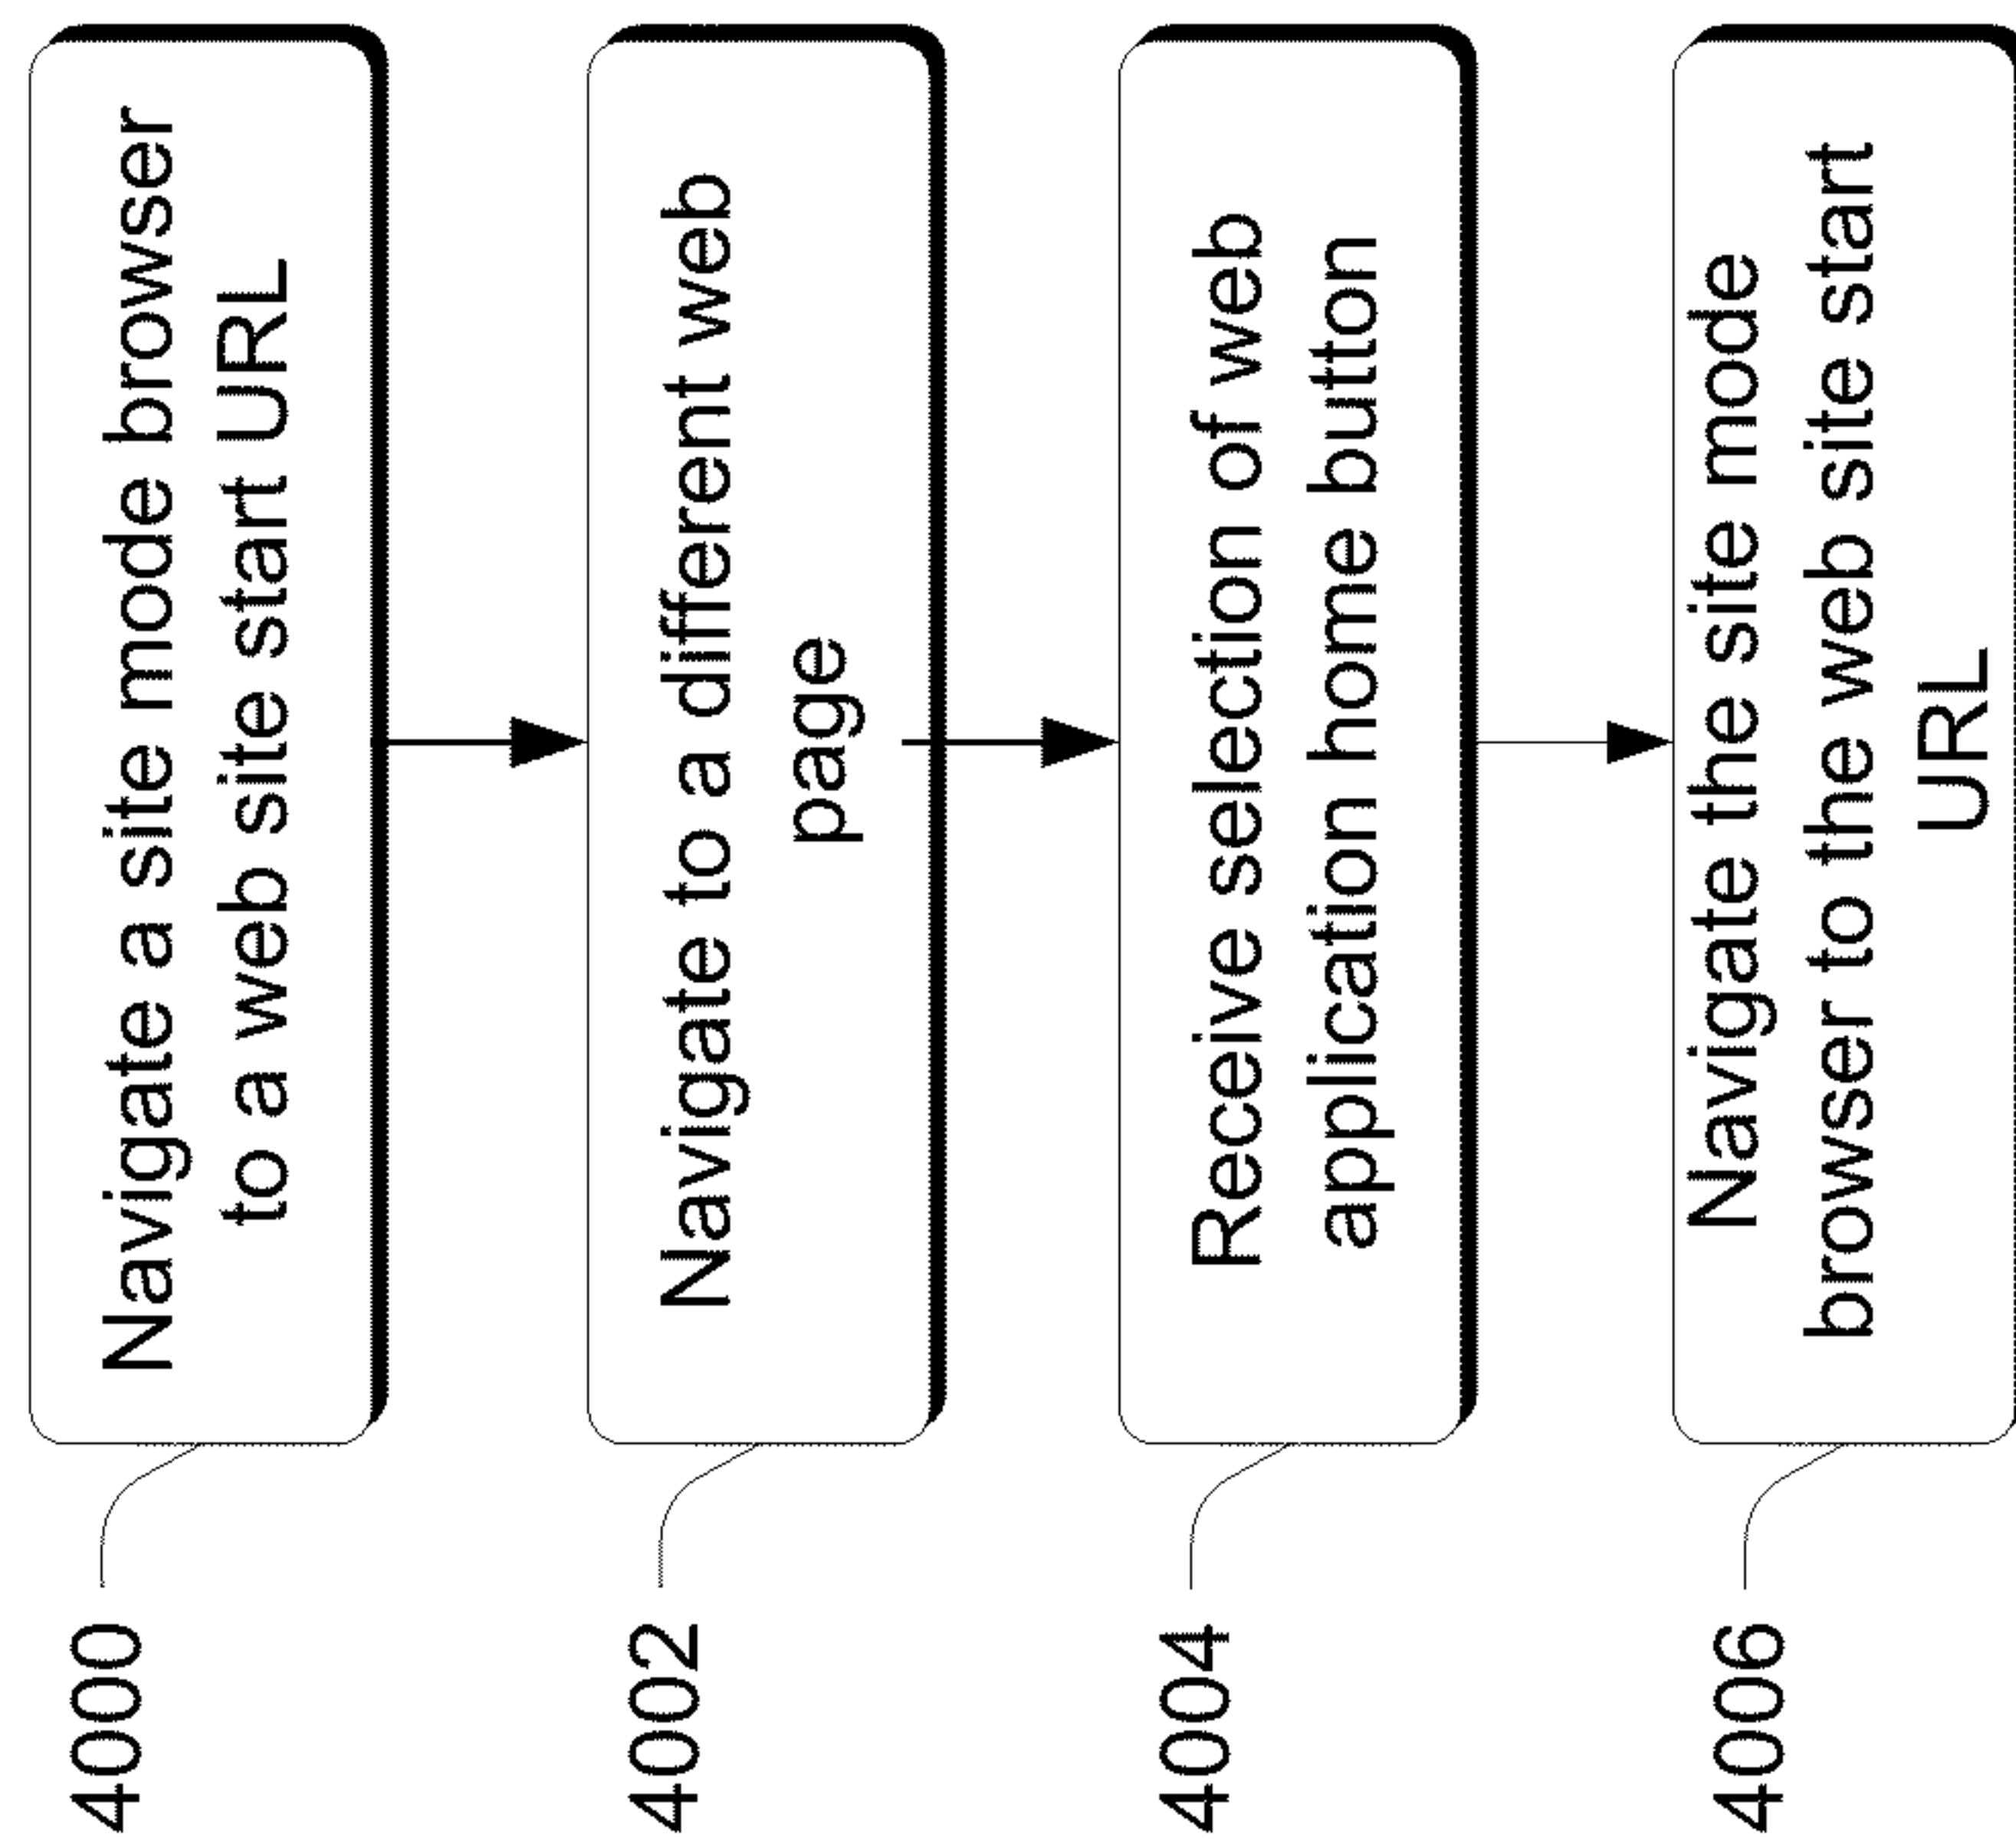 4000
Navigate a site mode browser
to a web site start URL
4002
Navigate to a different web
page
4004
Receive selection of web
application home button
4006
Navigate the site mode
browser to the web site start
URL